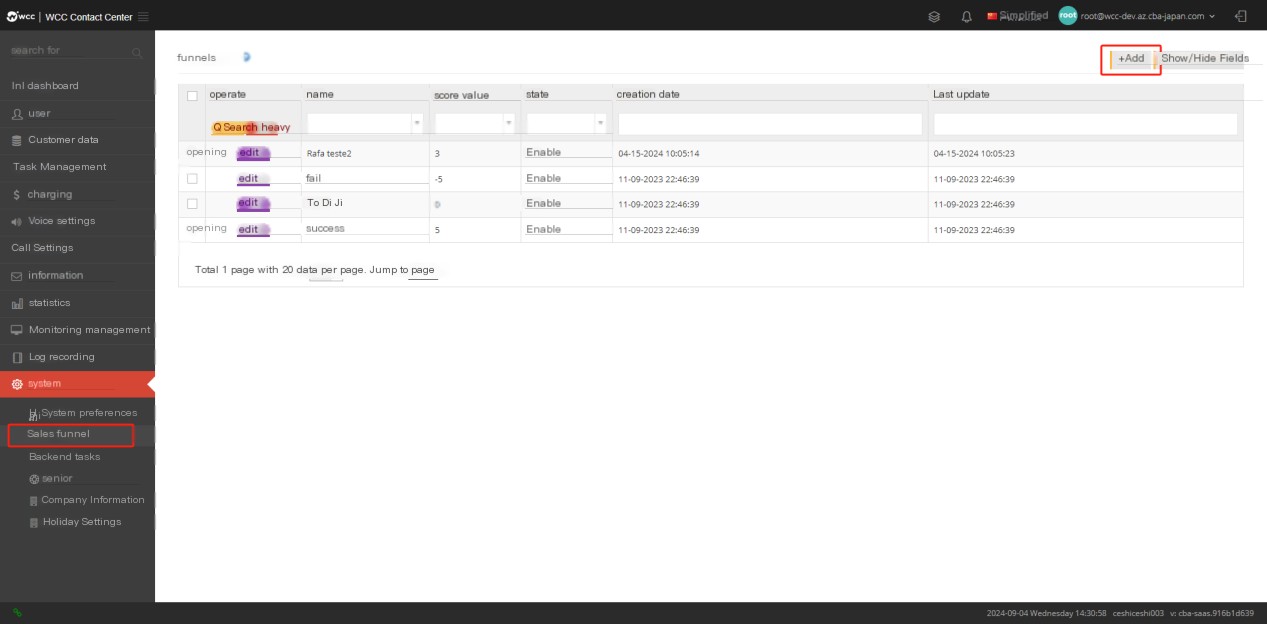 wcc | WCC Contact Center
Simplified
root root@wcc-dev.az.cba-japan.com
search for
Inl dashboard
user
Customer data
Task Management
$ charging
Voice settings
Call Settings
information
statistics
Monitoring management
Log recording
system
System preferences
Sales funnel
Backend tasks
senior
Company Information
Holiday Settings
funnels
+Add Show/Hide Fields
operate name score value state creation date Last update
Q Search heavy
opening edit Rafa teste2 3 Enable 04-15-2024 10:05:14 04-15-2024 10:05:23
edit fail -5 Enable 11-09-2023 22:46:39 11-09-2023 22:46:39
edit To Di Ji 0 Enable 11-09-2023 22:46:39 11-09-2023 22:46:39
opening edit success 5 Enable 11-09-2023 22:46:39 11-09-2023 22:46:39
Total 1 page with 20 data per page. Jump to page
2024-09-04 Wednesday 14:30:58 ceshiceshi003 v: cba-saas.916b1d639